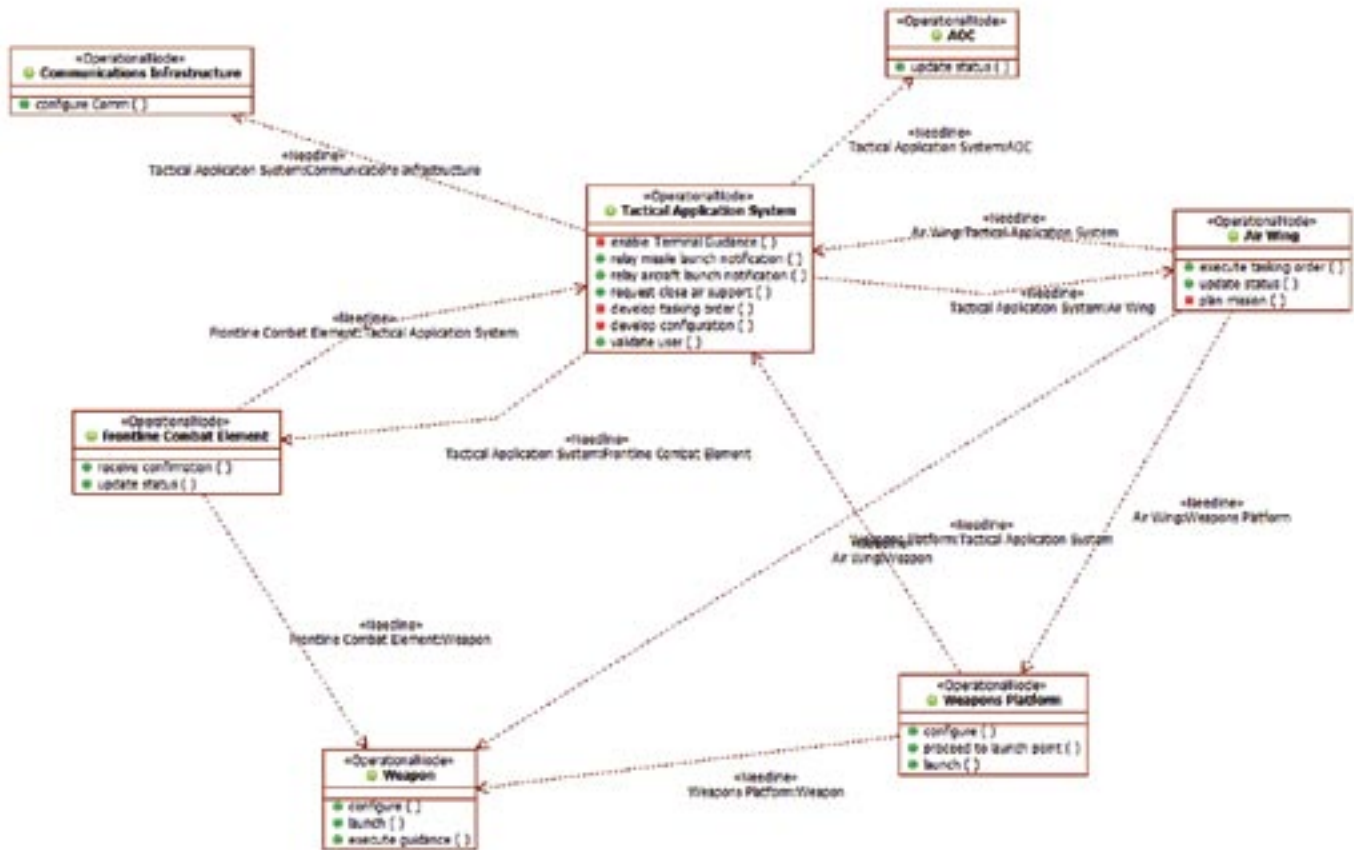 «OperationalNode»
AOC
update status ( )
«OperationalNode»
Communications Infrastructure
configure Comm ( )
«Needline»
Tactical Application System:AOC
«Needline»
Tactical Application System:Communications Infrastructure
«OperationalNode»
Tactical Application System
enable Terminal Guidance ( )
relay missile launch notification ( )
relay aircraft launch notification ( )
request close air support ( )
develop tasking order ( )
develop configuration ( )
validate user ( )
«Needline»
Air Wing:Tactical Application System
«OperationalNode»
Air Wing
execute tasking order ( )
update status ( )
plan mission ( )
«Needline»
Tactical Application System:Air Wing
«Needline»
Frontline Combat Element:Tactical Application System
«OperationalNode»
Frontline Combat Element
receive confirmation ( )
update status ( )
«Needline»
Tactical Application System:Frontline Combat Element
«Needline»
Air Wing:Weapons Platform
«Needline»
Weapons Platform:Tactical Application System
«Needline»
Air Wing:Weapon
«Needline»
Frontline Combat Element:Weapon
«OperationalNode»
Weapons Platform
configure ( )
proceed to launch point ( )
launch ( )
«OperationalNode»
Weapon
configure ( )
launch ( )
execute guidance ( )
«Needline»
Weapons Platform:Weapon